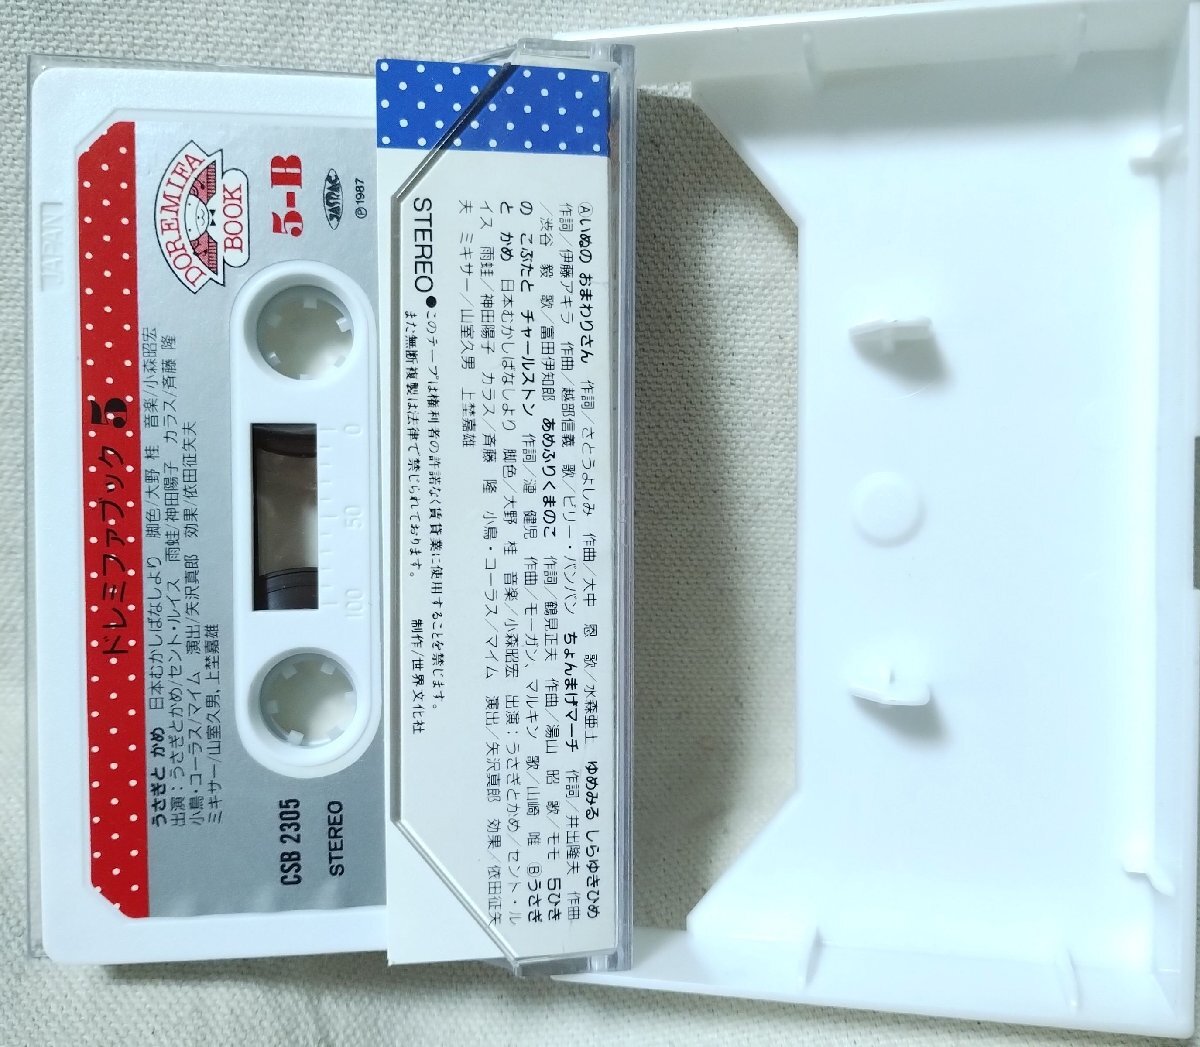 JAPAN
ドレミファブック 5
DOREMIFA
BOOK
5-B
JASRAC
Ⓟ1987
うさぎと かめ 日本むかしばなしより 脚色/大野 桂 音楽/小森昭宏
出演：うさぎとかめ/セント・ルイス 雨蛙/神田陽子 カラス/斉藤 隆
小鳥・コーラス/マイム 演出/矢沢真郎 効果/依田征矢夫
ミキサー/山室久男,上埜嘉雄
0
50
100
CSB 2305
STEREO
Ⓐいぬの おまわりさん 作詞/さとうよしみ 作曲/大中 恩 歌/水森亜土 ゆめみる しらゆきひめ
作詞/伊藤アキラ 作曲/越部信義 歌/ビリー・バンバン ちょんまげマーチ 作詞/井出隆夫 作曲
/渋谷 毅 歌/富田伊知郎 あめふりくまのこ 作詞/鶴見正夫 作曲/湯山 昭 歌/モモ 5ひき
の こぶたと チャールストン 作詞/漣 健児 作曲/モーガン、マルキン 歌/山崎 唯 Ⓑうさぎ
と かめ 日本むかしばなしより 脚色/大野 桂 音楽/小森昭宏 出演：うさぎとかめ/セント・ル
イス 雨蛙/神田陽子 カラス/斉藤 隆 小鳥・コーラス/マイム 演出/矢沢真郎 効果/依田征矢
夫 ミキサー/山室久男 上埜嘉雄
STEREO ●このテープは権利者の許諾なく賃貸業に使用することを禁じます。
また無断複製は法律で禁じられております。 制作/世界文化社